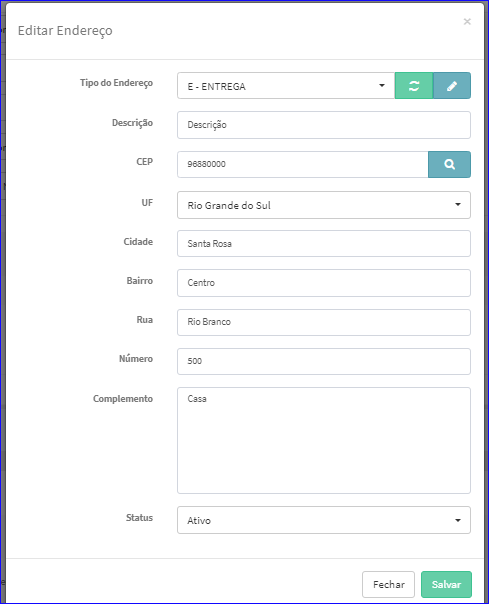 Editar Endereço ×
Tipo do Endereço E - ENTREGA
Descrição Descrição
CEP 96880000
UF Rio Grande do Sul
Cidade Santa Rosa
Bairro Centro
Rua Rio Branco
Número 500
Complemento Casa
Status Ativo
Fechar Salvar